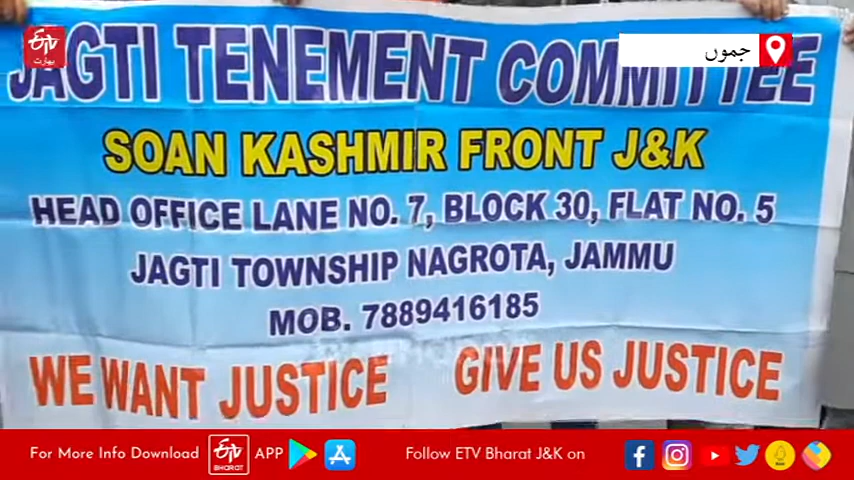 ETV
بھارت
جموں
JAGTI TENEMENT COMMITTEE
SOAN KASHMIR FRONT J&K
HEAD OFFICE LANE NO. 7, BLOCK 30, FLAT NO. 5
JAGTI TOWNSHIP NAGROTA, JAMMU
MOB. 7889416185
WE WANT JUSTICE GIVE US JUSTICE
For More Info Download ETV BHARAT APP Follow ETV Bharat J&K on